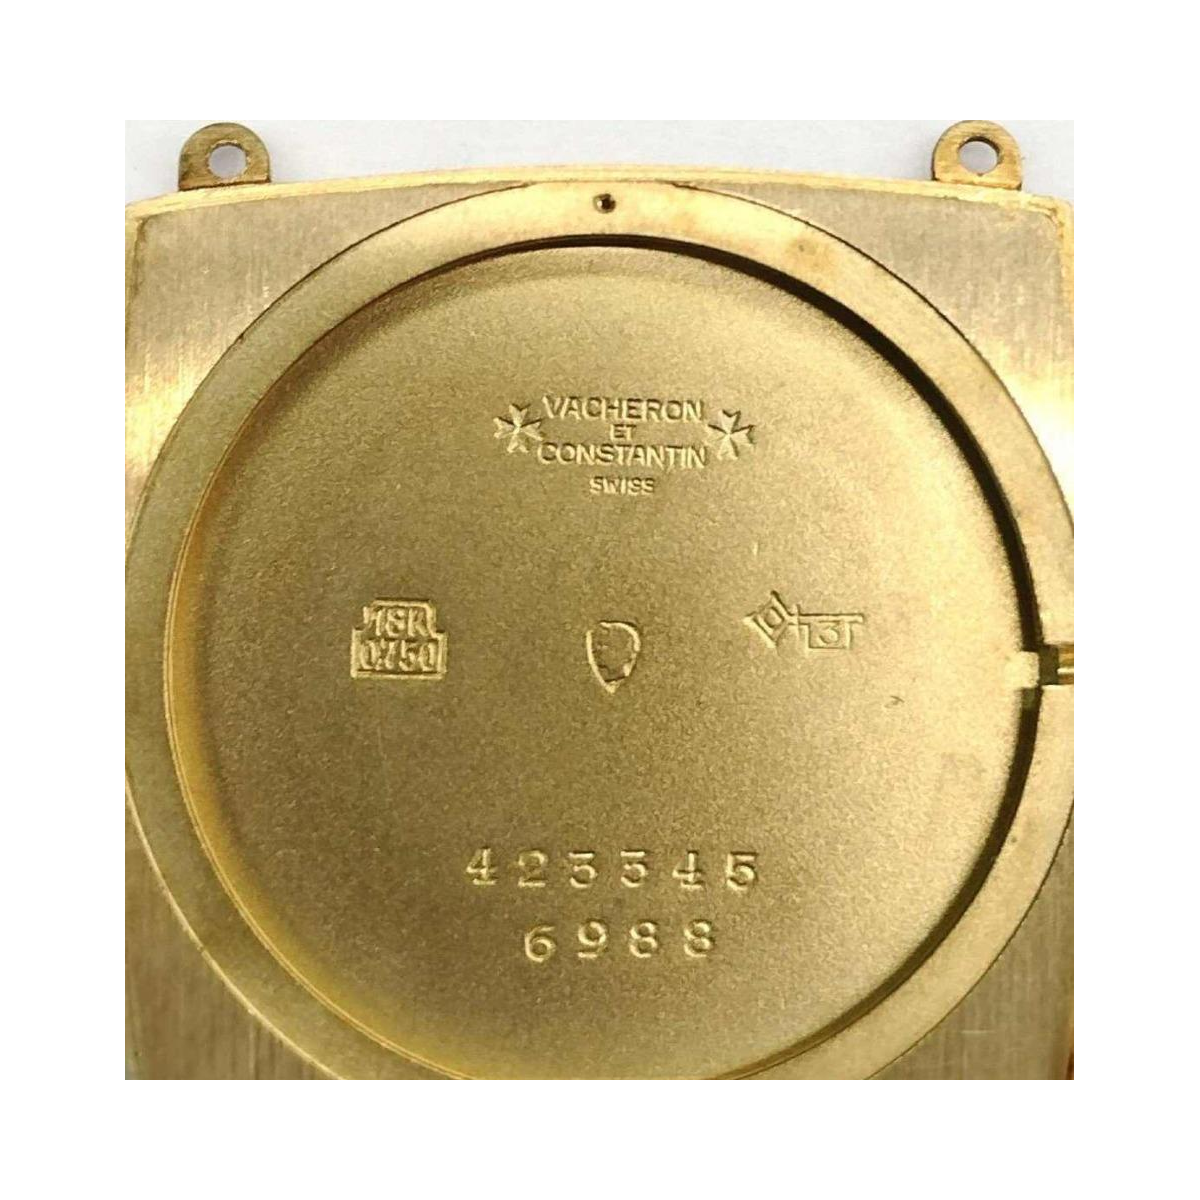 VACHERON
ET
CONSTANTIN
SWISS
18K
0.750
423345
6988